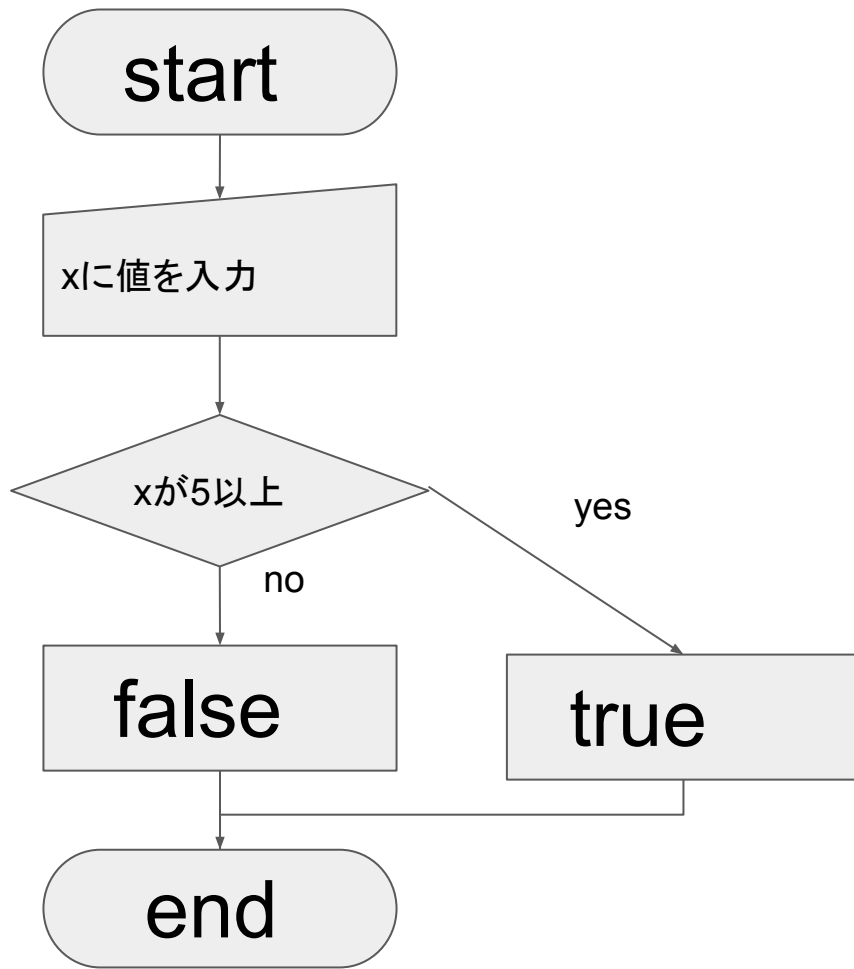 start
xに値を入力
xが5以上
yes
no
false
true
end